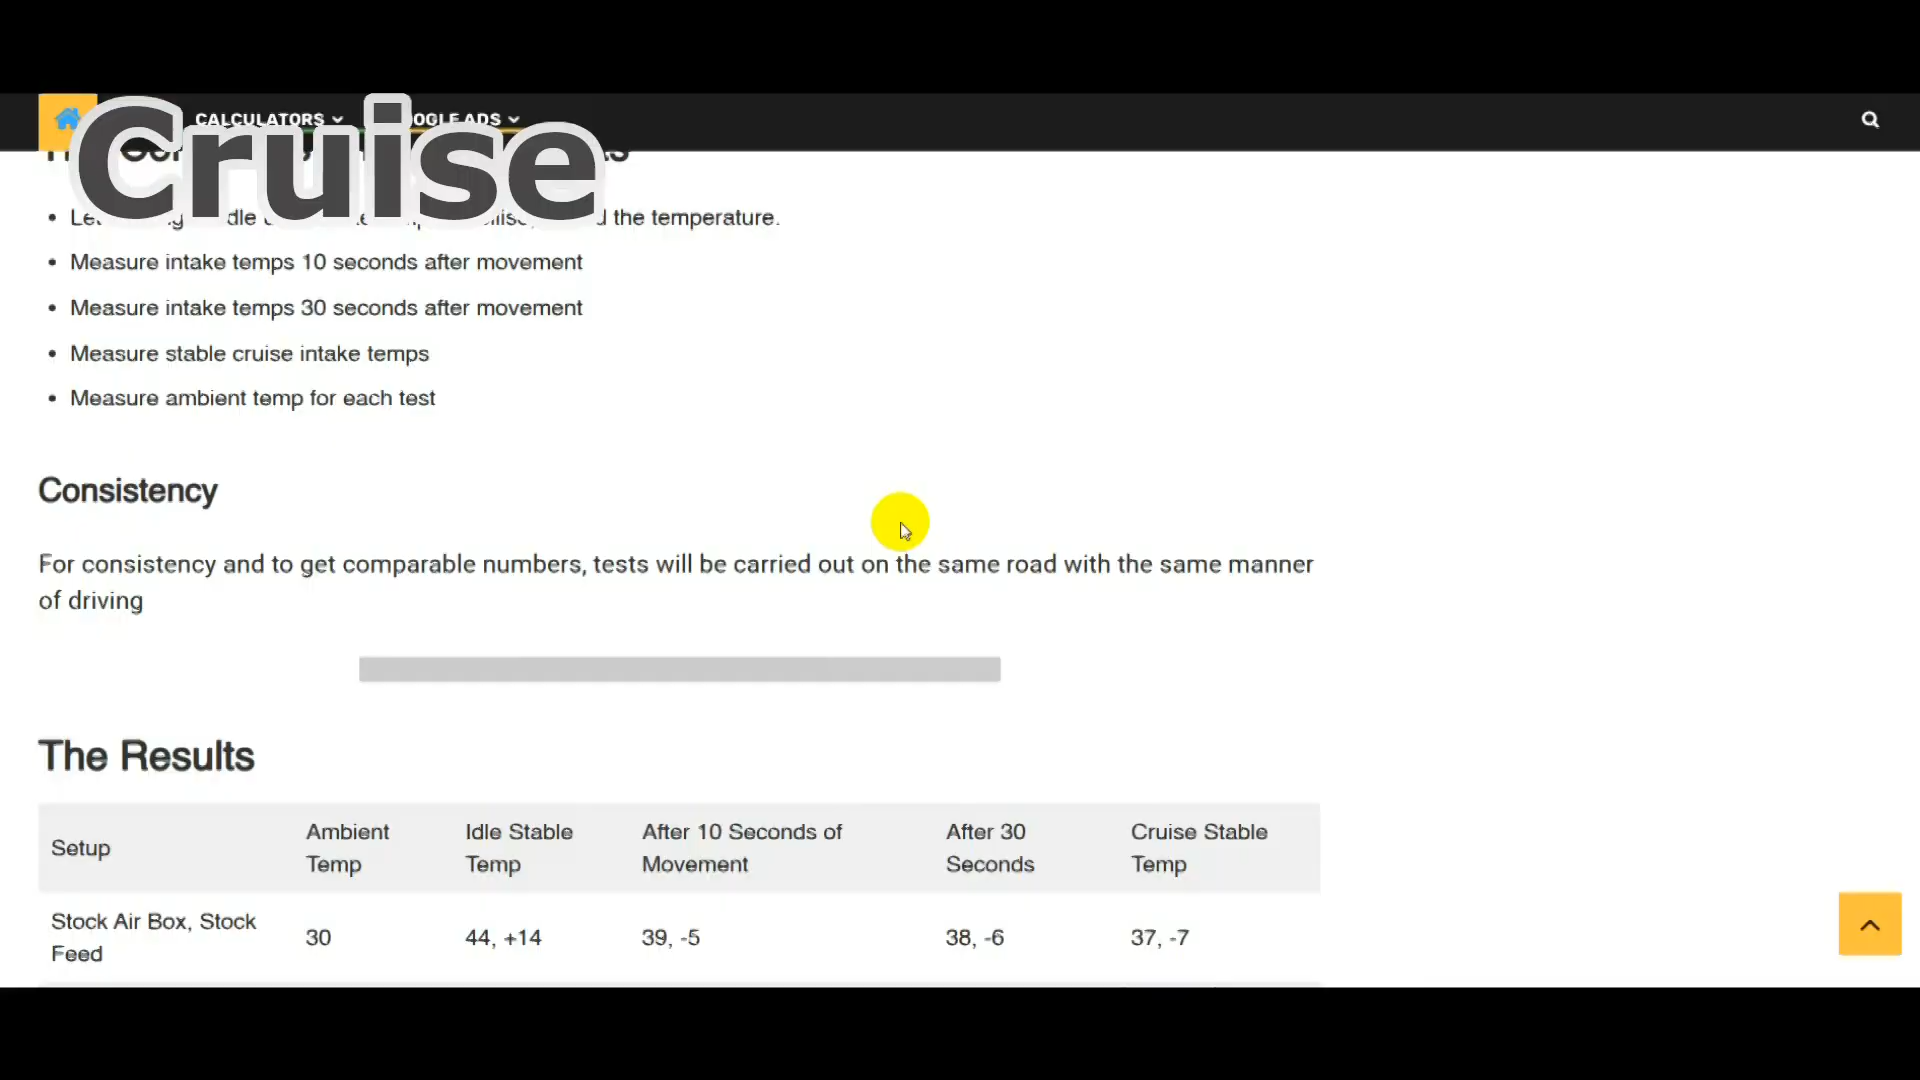 Cruise
CALCULATORS
OGLE ADS
the temperature.
Measure intake temps 10 seconds after movement
Measure intake temps 30 seconds after movement
Measure stable cruise intake temps
Measure ambient temp for each test
Consistency
For consistency and to get comparable numbers, tests will be carried out on the same road with the same manner
of driving
The Results
Setup
Ambient
Temp
Idle Stable
Temp
After 10 Seconds of
Movement
After 30
Seconds
Cruise Stable
Temp
Stock Air Box, Stock
Feed
30
44, +14
39, -5
38, -6
37, -7